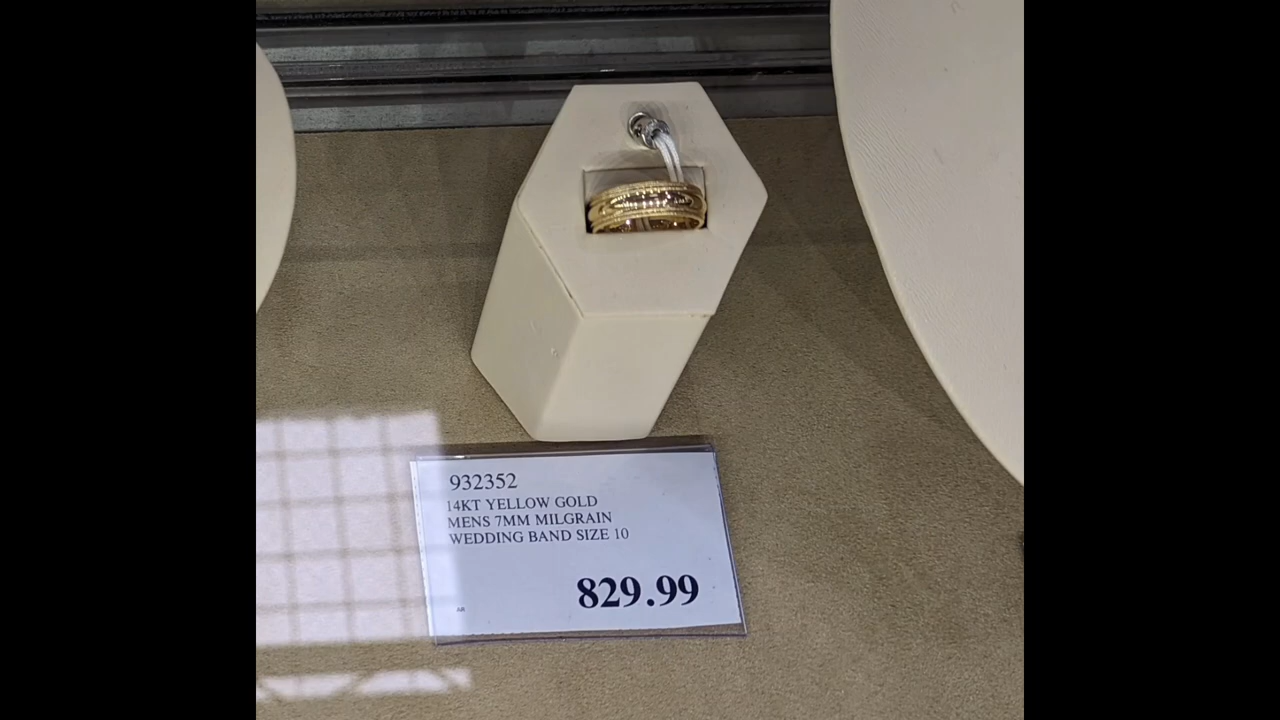 932352
14KT YELLOW GOLD
MENS 7MM MILGRAIN
WEDDING BAND SIZE 10
829.99